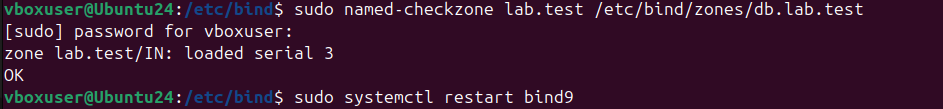 vboxuser@Ubuntu24:/etc/bind$ sudo named-checkzone lab.test /etc/bind/zones/db.lab.test
[sudo] password for vboxuser:
zone lab.test/IN: loaded serial 3
OK
vboxuser@Ubuntu24:/etc/bind$ sudo systemctl restart bind9